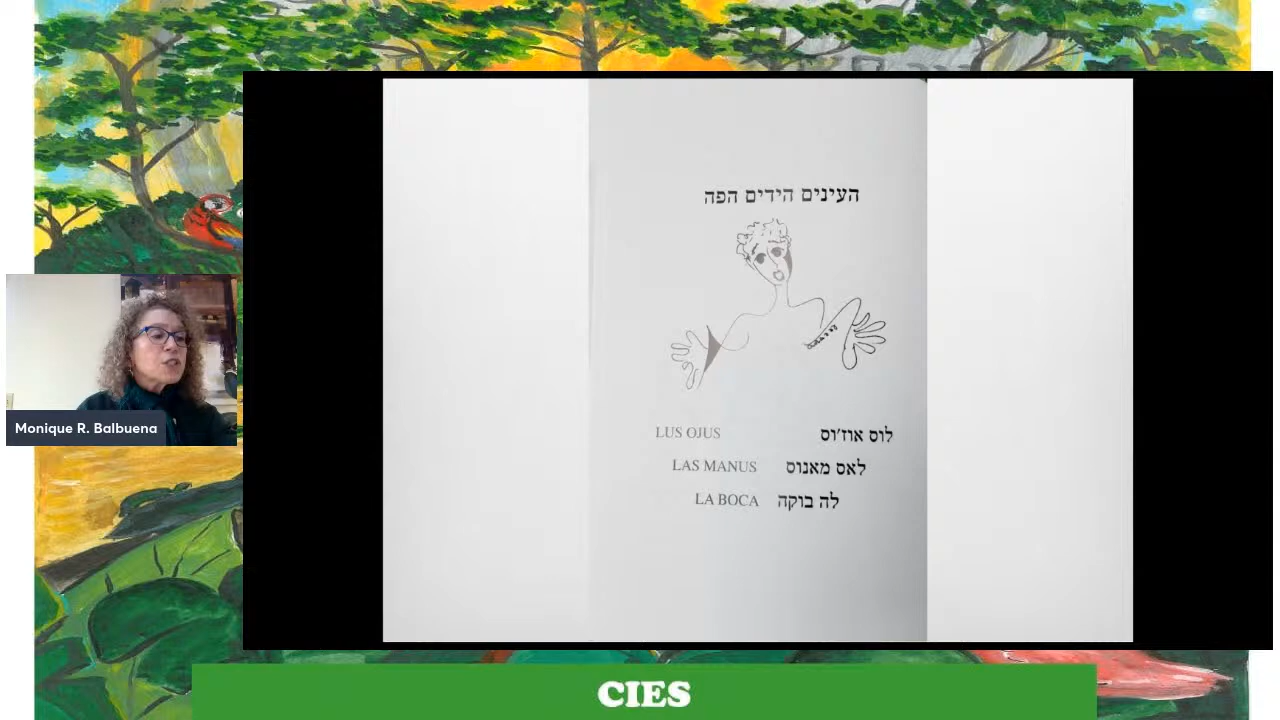 העינים הידים הפה
LUS OJUS לוס אוז׳וס
LAS MANUS לאס מאנוס
LA BOCA לה בוקה
Monique R. Balbuena
CIES